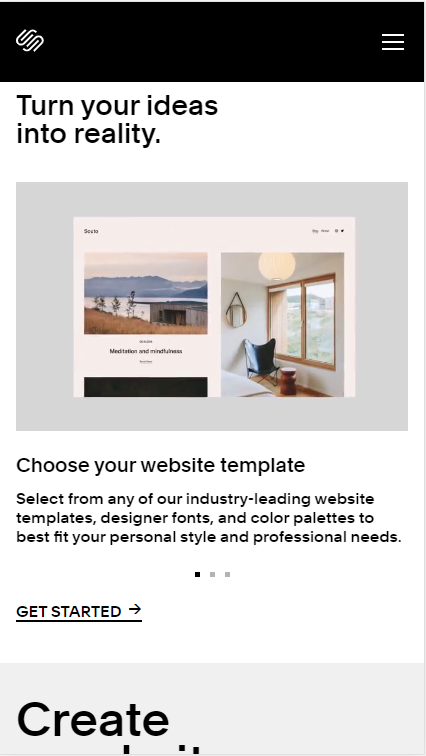 Turn your ideas
into reality.
Souto
Meditation and mindfulness
Choose your website template
Select from any of our industry-leading website
templates, designer fonts, and color palettes to
best fit your personal style and professional needs.
GET STARTED →
Create